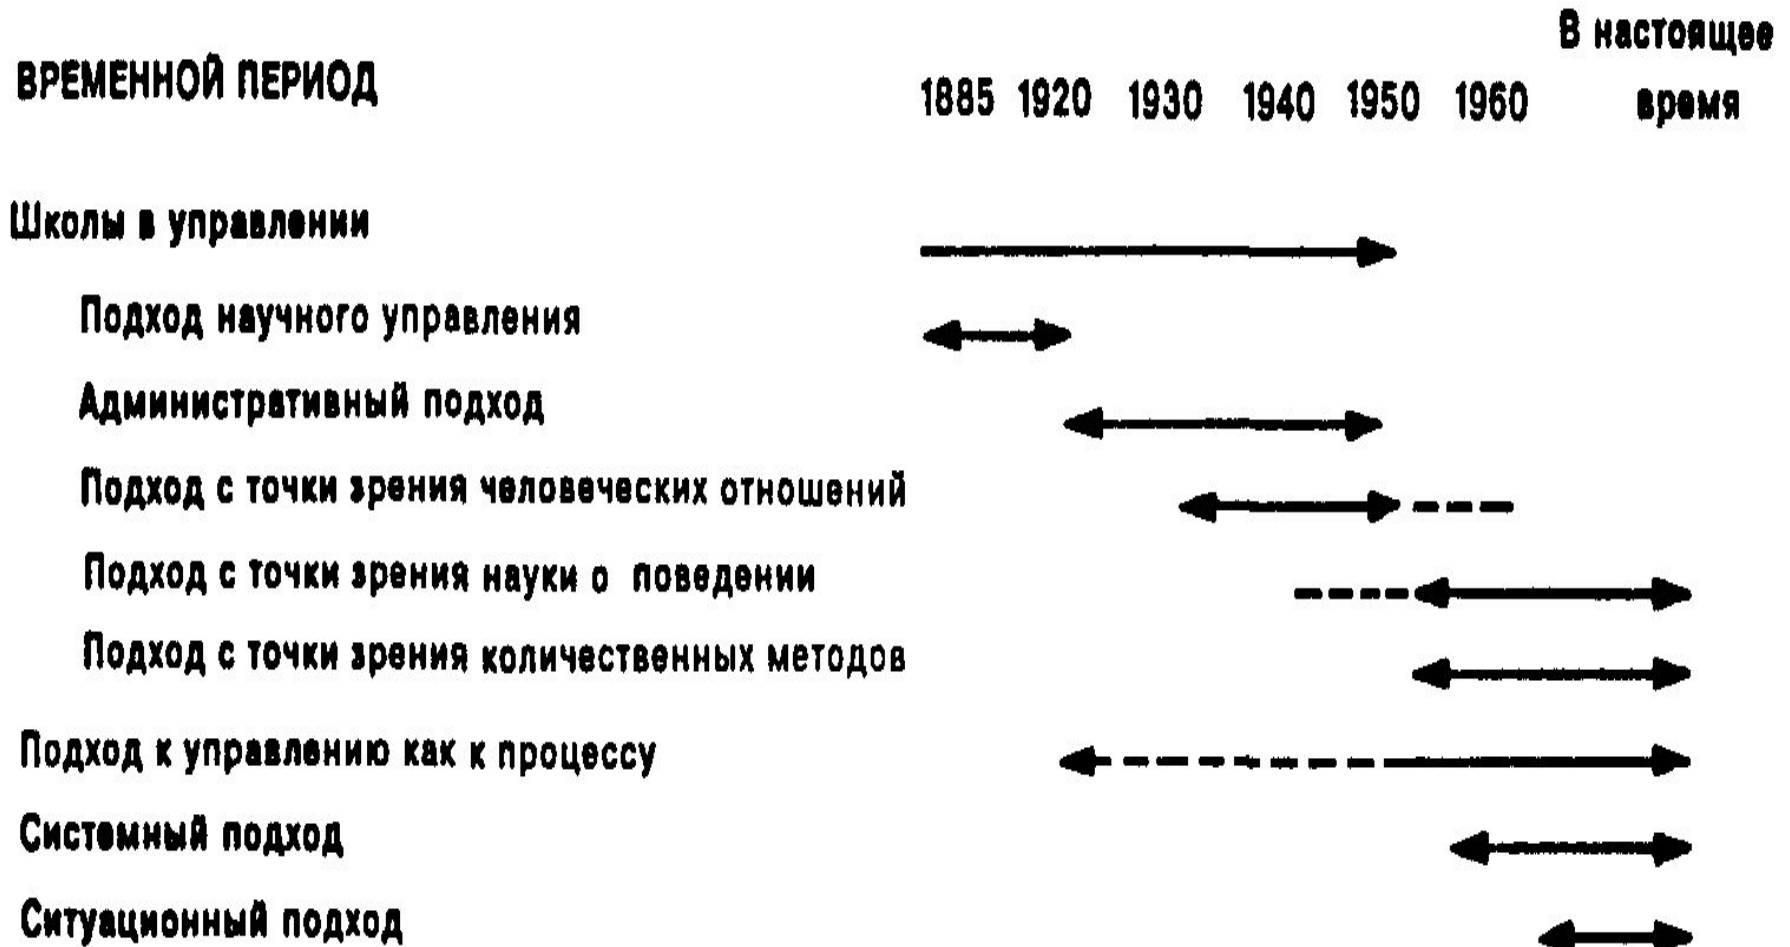 В настоящее
ВРЕМЕННОЙ ПЕРИОД 1885 1920 1930 1940 1950 1960 время
Школы в управлении
Подход научного управления
Административный подход
Подход с точки зрения человеческих отношений
Подход с точки зрения науки о поведении
Подход с точки зрения количественных методов
Подход к управлению как к процессу
Системный подход
Ситуационный подход